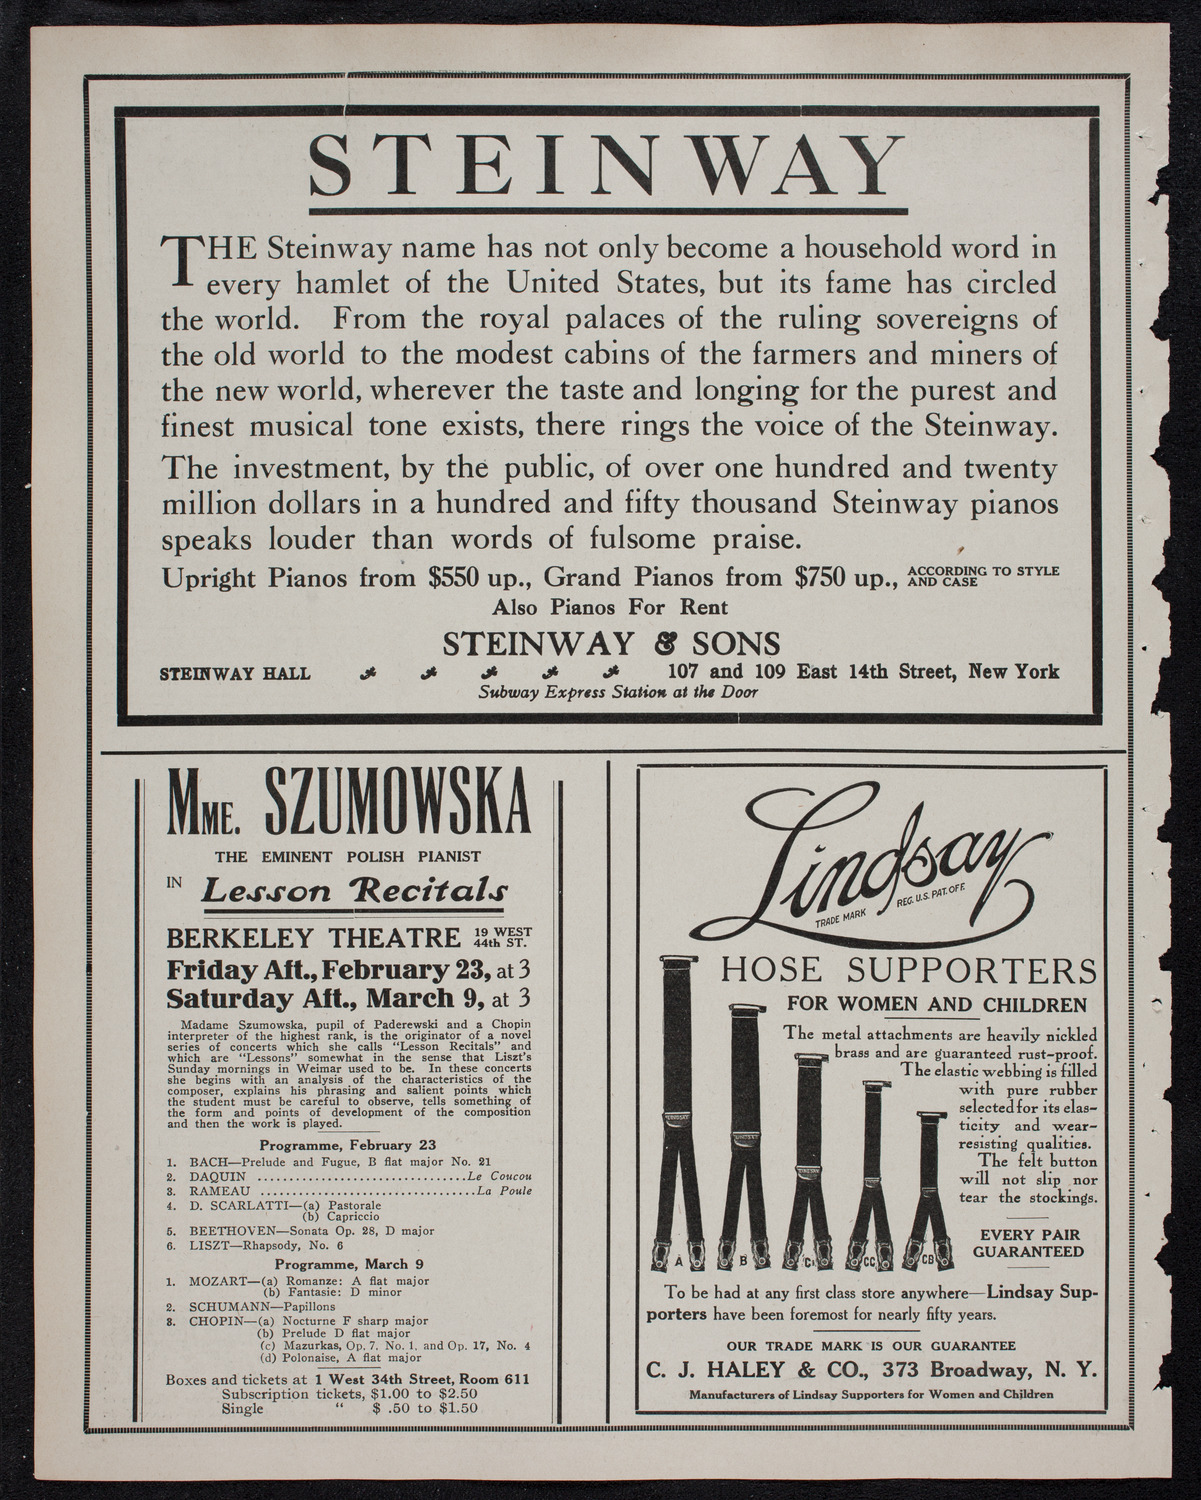 STEINWAY
THE Steinway name has not only become a household word in
every hamlet of the United States, but its fame has circled
the world. From the royal palaces of the ruling sovereigns of
the old world to the modest cabins of the farmers and miners of
the new world, wherever the taste and longing for the purest and
finest musical tone exists, there rings the voice of the Steinway.
The investment, by the public, of over one hundred and twenty
million dollars in a hundred and fifty thousand Steinway pianos
speaks louder than words of fulsome praise.
Upright Pianos from $550 up., Grand Pianos from $750 up., ACCORDING TO STYLE
AND CASE
Also Pianos For Rent
STEINWAY & SONS
STEINWAY HALL 107 and 109 East 14th Street, New York
Subway Express Station at the Door
MME. SZUMOWSKA
THE EMINENT POLISH PIANIST
IN Lesson Recitals
BERKELEY THEATRE 19 WEST
44th ST.
Friday Aft., February 23, at 3
Saturday Aft., March 9, at 3
Madame Szumowska, pupil of Paderewski and a Chopin
interpreter of the highest rank, is the originator of a novel
series of concerts which she calls "Lesson Recitals" and
which are "Lessons" somewhat in the sense that Liszt's
Sunday mornings in Weimar used to be. In these concerts
she begins with an analysis of the characteristics of the
composer, explains his phrasing and salient points which
the student must be careful to observe, tells something of
the form and points of development of the composition
and then the work is played.
Programme, February 23
1. BACH—Prelude and Fugue, B flat major No. 21
2. DAQUIN ................................Le Coucou
3. RAMEAU .................................La Poule
4. D. SCARLATTI—(a) Pastorale
(b) Capriccio
5. BEETHOVEN—Sonata Op. 28, D major
6. LISZT—Rhapsody, No. 6
Programme, March 9
1. MOZART—(a) Romanze: A flat major
(b) Fantasie: D minor
2. SCHUMANN—Papillons
3. CHOPIN—(a) Nocturne F sharp major
(b) Prelude D flat major
(c) Mazurkas, Op. 7. No. 1. and Op. 17, No. 4
(d) Polonaise, A flat major
Boxes and tickets at 1 West 34th Street, Room 611
Subscription tickets, $1.00 to $2.50
Single " $ .50 to $1.50
Lindsay
TRADE MARK REG. U.S. PAT. OFF.
HOSE SUPPORTERS
FOR WOMEN AND CHILDREN
The metal attachments are heavily nickled
brass and are guaranteed rust-proof.
The elastic webbing is filled
with pure rubber
selected for its elas-
ticity and wear-
resisting qualities.
The felt button
will not slip nor
tear the stockings.
EVERY PAIR
GUARANTEED
A B C CC CB
To be had at any first class store anywhere—Lindsay Sup-
porters have been foremost for nearly fifty years.
OUR TRADE MARK IS OUR GUARANTEE
C. J. HALEY & CO., 373 Broadway, N. Y.
Manufacturers of Lindsay Supporters for Women and Children